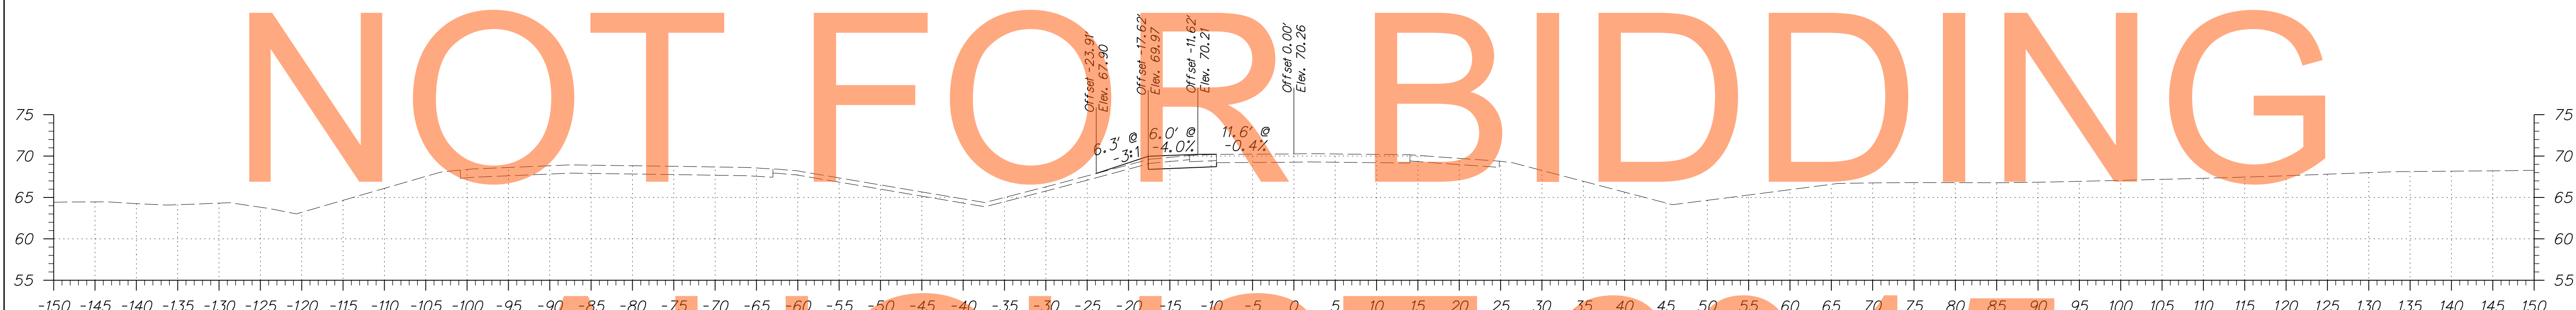 NOT FOR BIDDING
Offset -23.91'
Elev. 67.90
Offset -17.62'
Elev. 69.97
Offset -11.62'
Elev. 70.21
Offset 0.00'
Elev. 70.26
6.3' @
-3:1
6.0' @
-4.0%
11.6' @
-0.4%
75 75
70 70
65 65
60 60
55 55
-150 -145 -140 -135 -130 -125 -120 -115 -110 -105 -100 -95 -90 -85 -80 -75 -70 -65 -60 -55 -50 -45 -40 -35 -30 -25 -20 -15 -10 -5 0 5 10 15 20 25 30 35 40 45 50 55 60 65 70 75 80 85 90 95 100 105 110 115 120 125 130 135 140 145 150